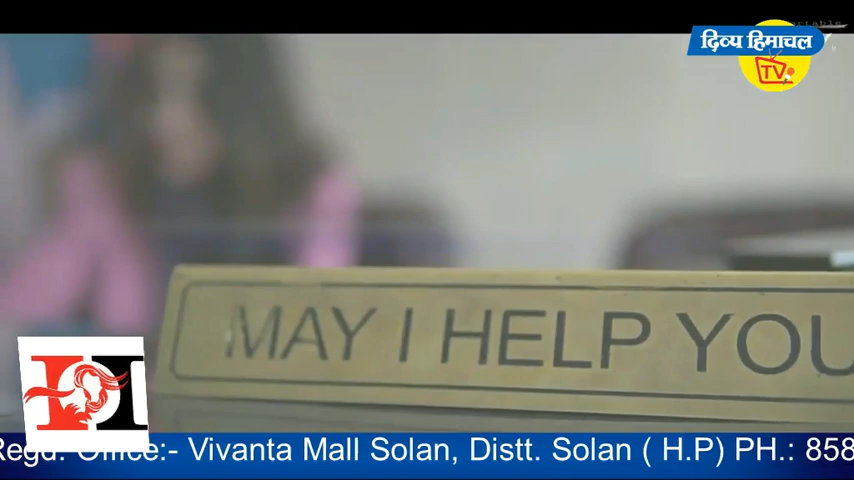 दिव्य हिमाचल
TV
MAY I HELP YOU
Regd. Office:- Vivanta Mall Solan, Distt. Solan ( H.P) PH.: 858